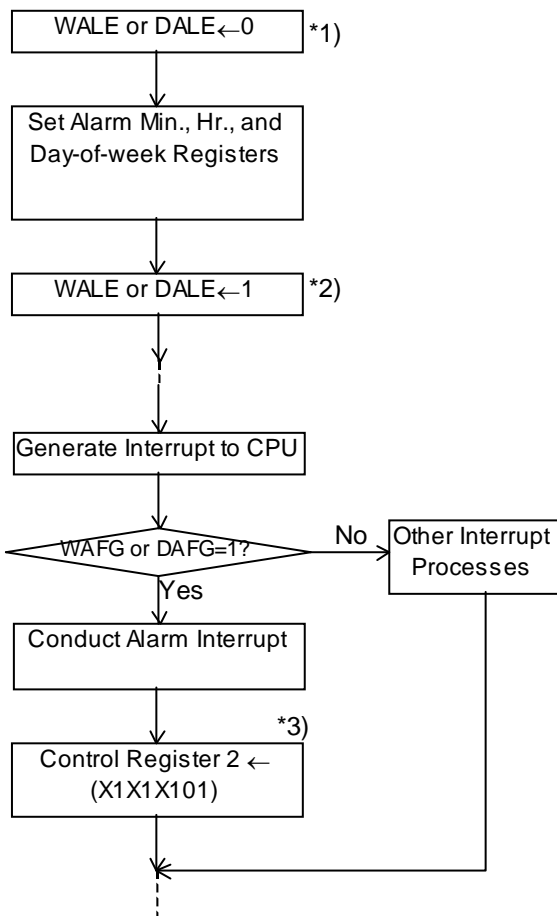 WALE or DALE←0
*1)
Set Alarm Min., Hr., and
Day-of-week Registers
WALE or DALE←1
*2)
Generate Interrupt to CPU
WAFG or DAFG=1?
No
Other Interrupt
Processes
Yes
Conduct Alarm Interrupt
*3)
Control Register 2 ←
(X1X1X101)